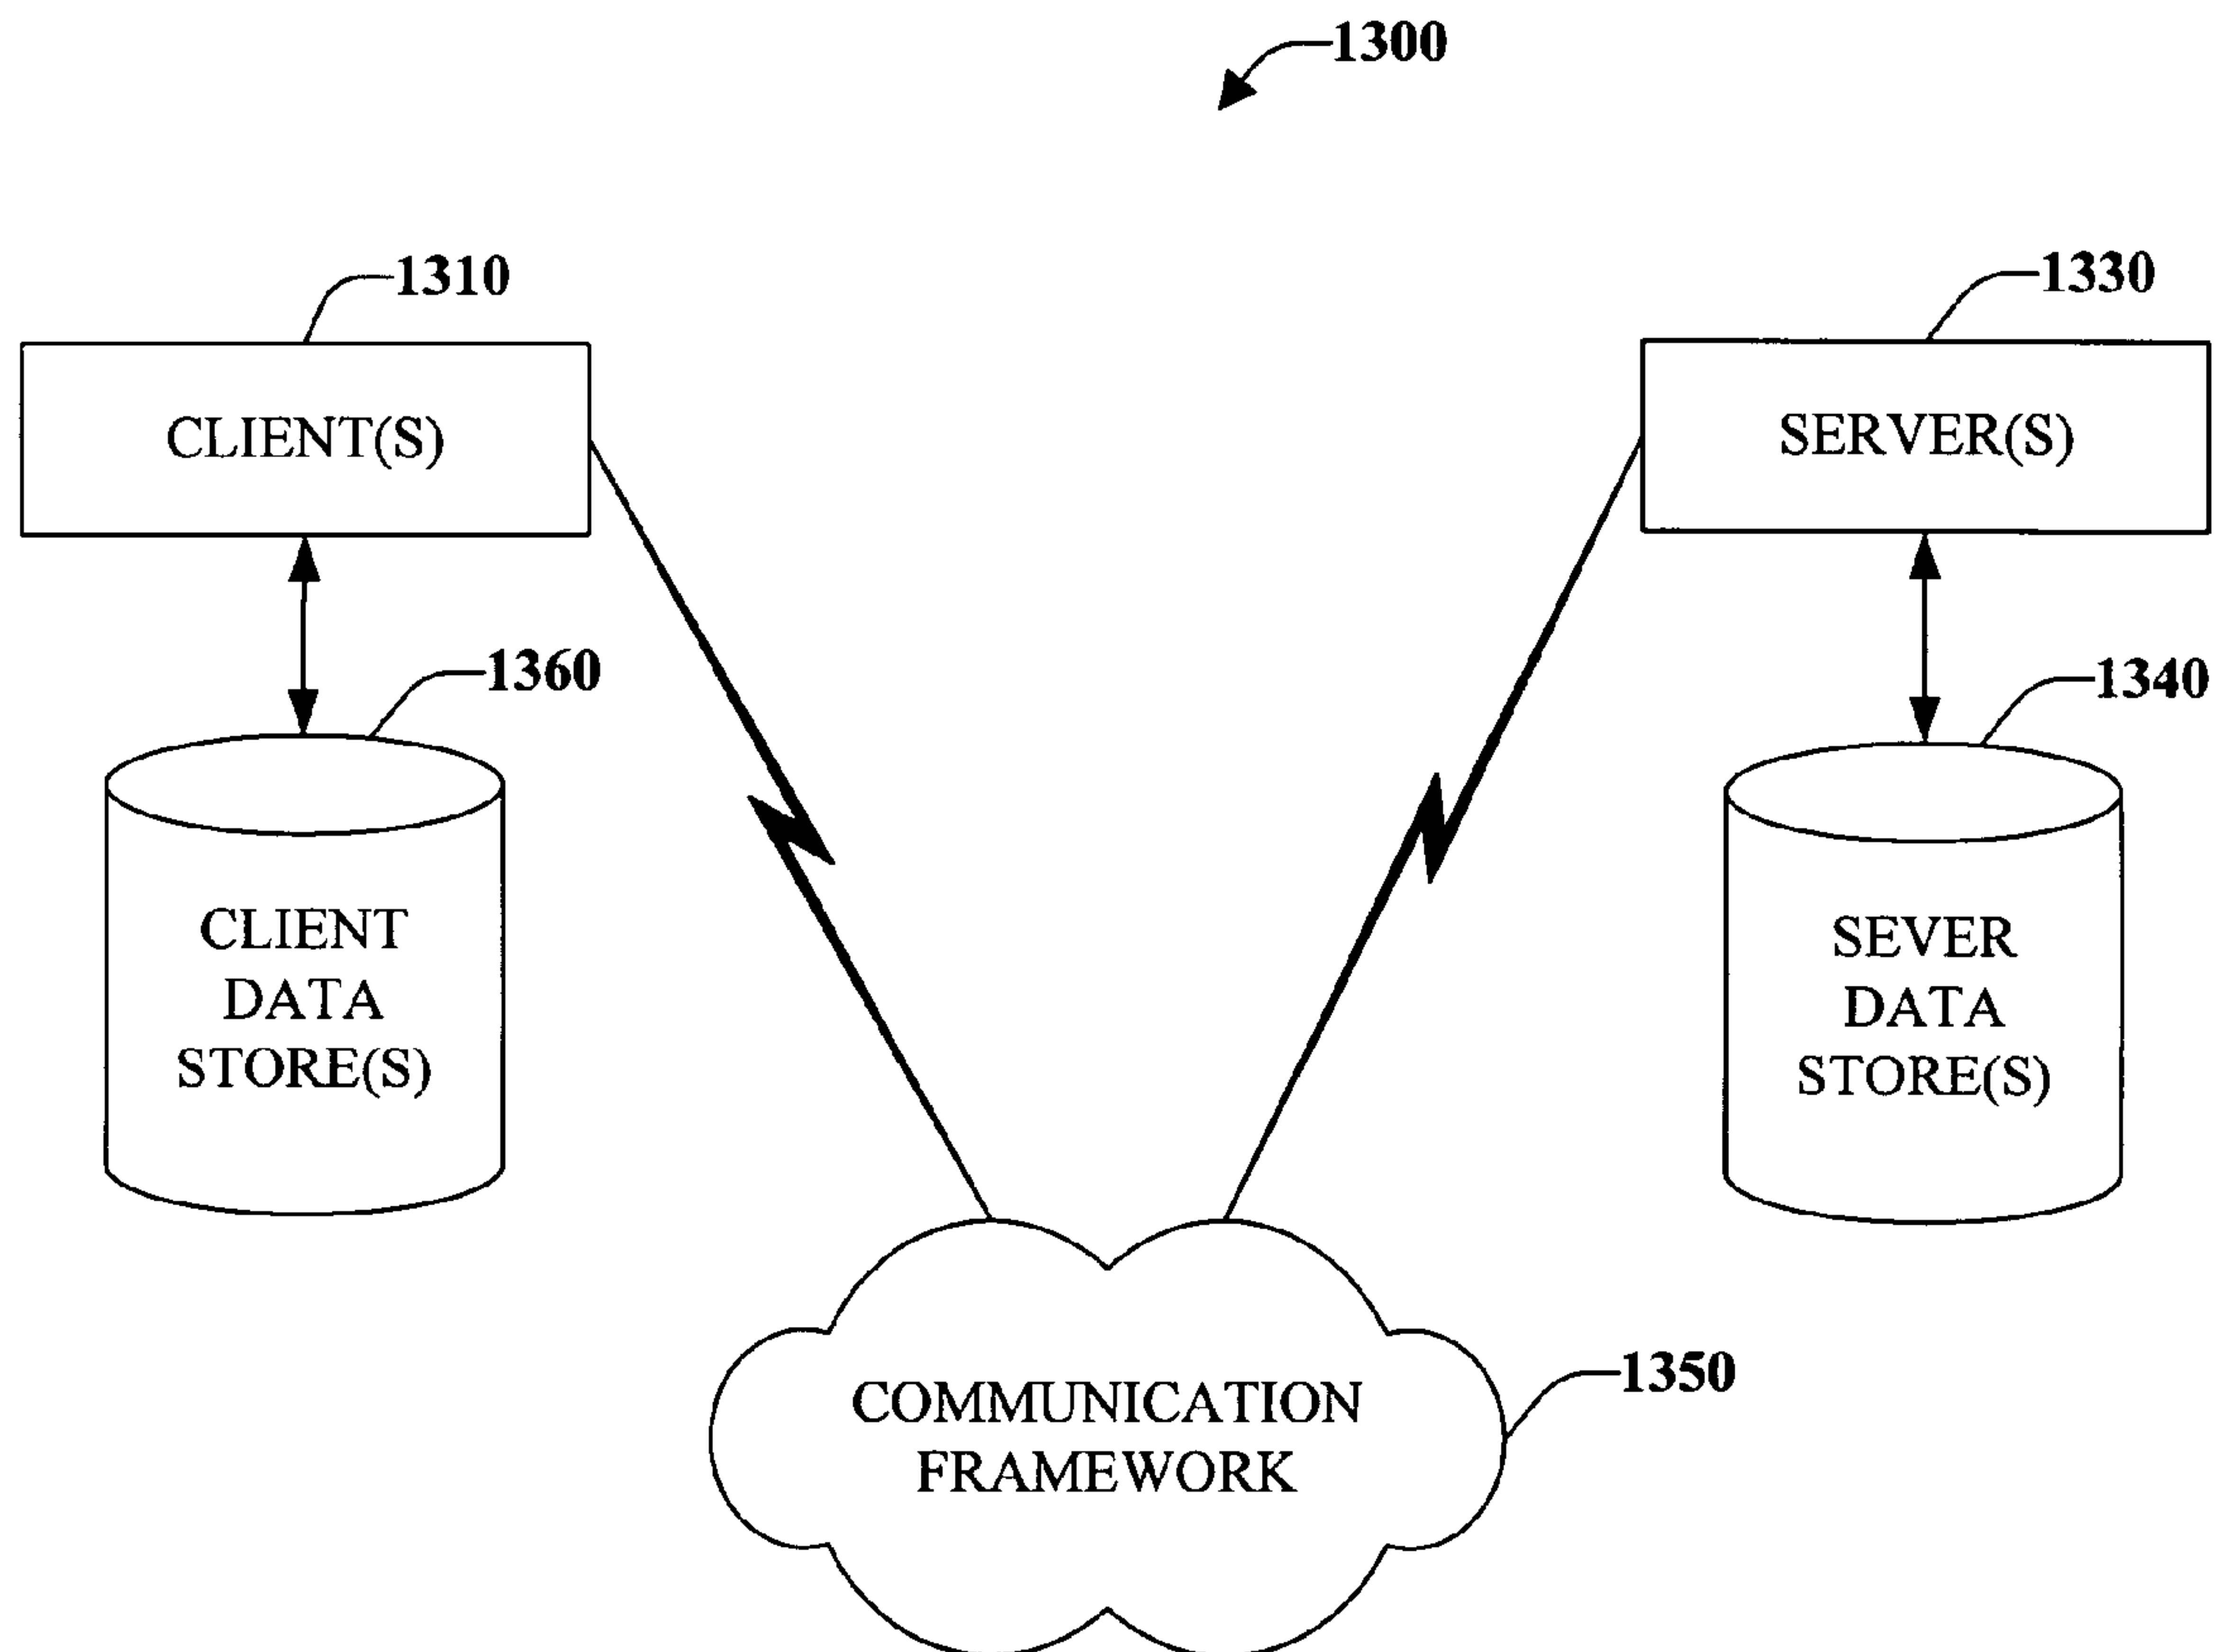 1300
1310
1330
CLIENT(S)
SERVER(S)
1360
1340
CLIENT
DATA
STORE(S)
SEVER
DATA
STORE(S)
1350
COMMUNICATION
FRAMEWORK